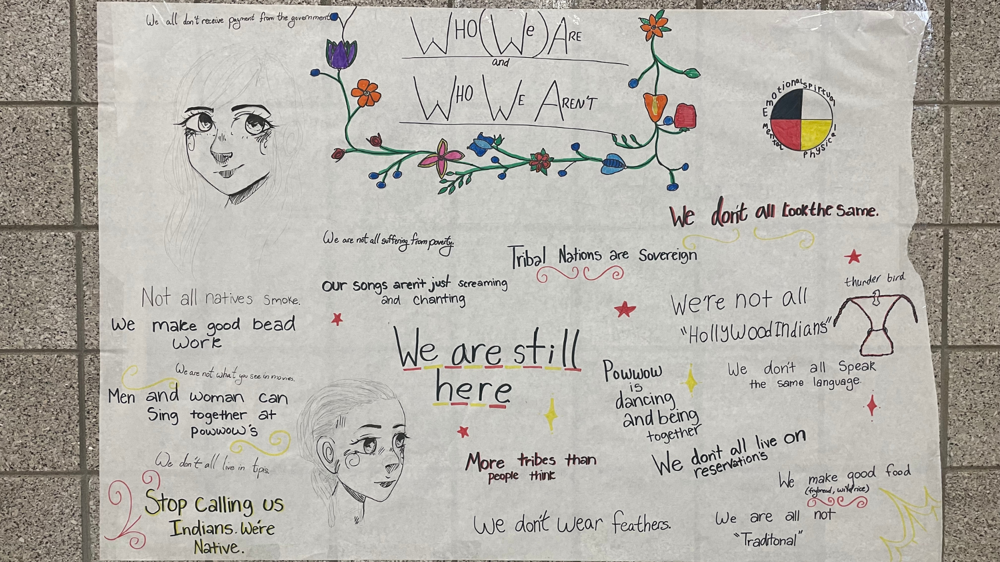 We all don't receive payment from the government
WHO (We) ARE
and
WHO WE AREN'T
Emotional
Spiritual
Mental
Physical
We don't all Look the Same.
We are not all suffering from poverty.
Tribal Nations are Sovereign
Our songs aren't just screaming
and chanting
Not all natives smoke.
We make good bead
work
thunder bird
We're not all
"HollyWood Indians"
We are still
here
We are not what you see in movies.
Men and woman can
Sing together at
powwow's
Powwow
is
dancing
and being
together
We don't all Speak
the same language.
We don't all live in tipis.
More tribes than
people think
We don't all live on
reservation's
We make good food
(frybread, wild rice)
Stop Calling us
Indians. We're
Native.
We don't wear feathers.
We are all not
"Traditonal"